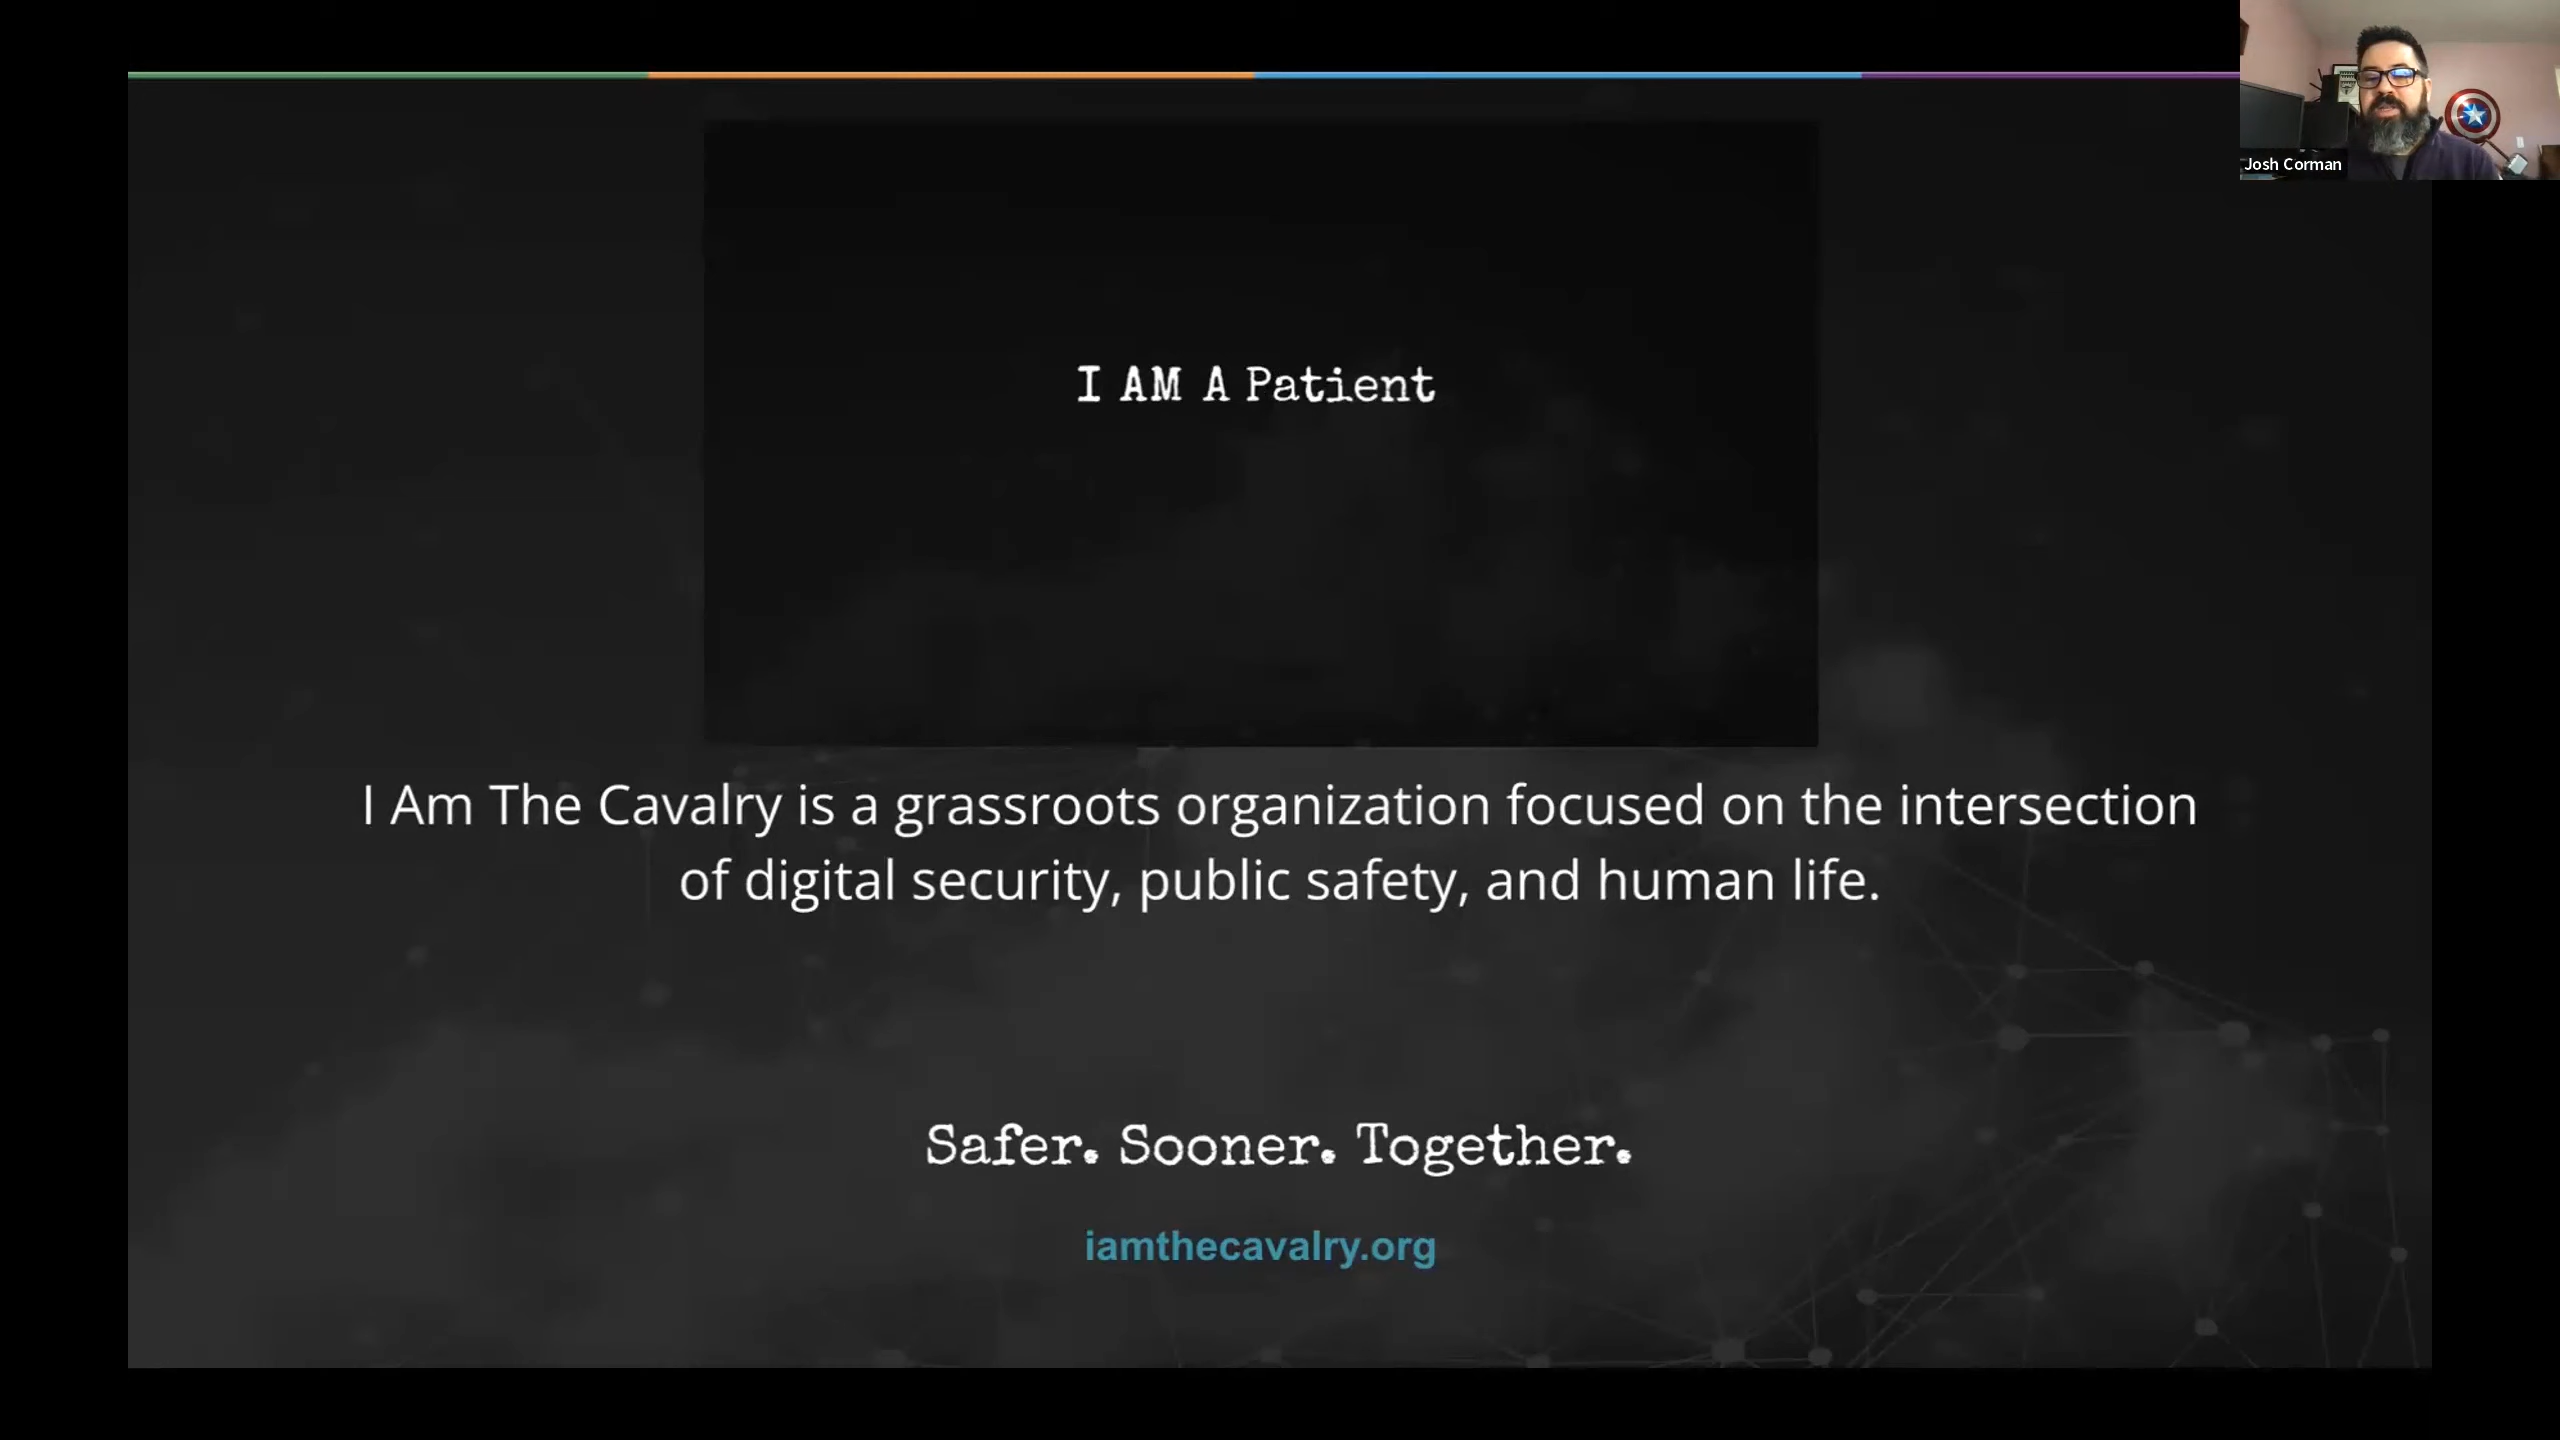 Josh Corman
I AM A Patient
I Am The Cavalry is a grassroots organization focused on the intersection
of digital security, public safety, and human life.
Safer. Sooner. Together.
iamthecavalry.org